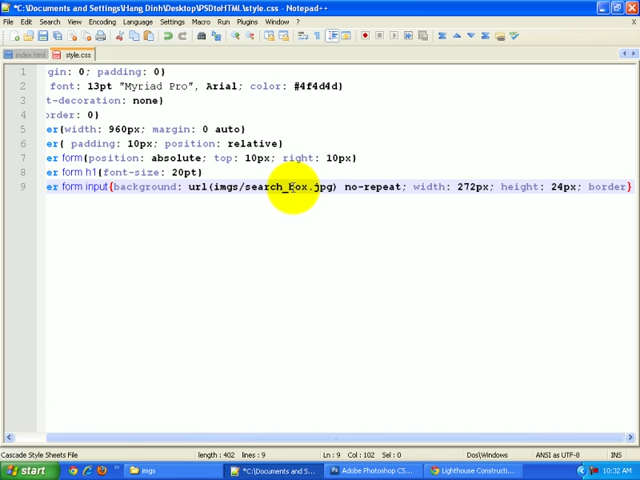 *C:\Documents and Settings\Hang Dinh\Desktop\PSDtoHTML\style.css - Notepad++
File Edit Search View Encoding Language Settings Macro Run Plugins Window ?
index.html style.css
1 gin: 0; padding: 0}
2 font: 13pt "Myriad Pro", Arial; color: #4f4d4d}
3 t-decoration: none}
4 order: 0}
5 er{width: 960px; margin: 0 auto}
6 er{ padding: 10px; position: relative}
7 er form{position: absolute; top: 10px; right: 10px}
8 er form h1{font-size: 20pt}
9 er form input{background: url(imgs/search_box.jpg) no-repeat; width: 272px; height: 24px; border}
Cascade Style Sheets File length : 402 lines : 9 Ln : 9 Col : 102 Sel : 0 Dos\Windows ANSI as UTF-8 INS
start imgs *C:\Documents and S... Adobe Photoshop CS... Lighthouse Constructi... 10:32 AM